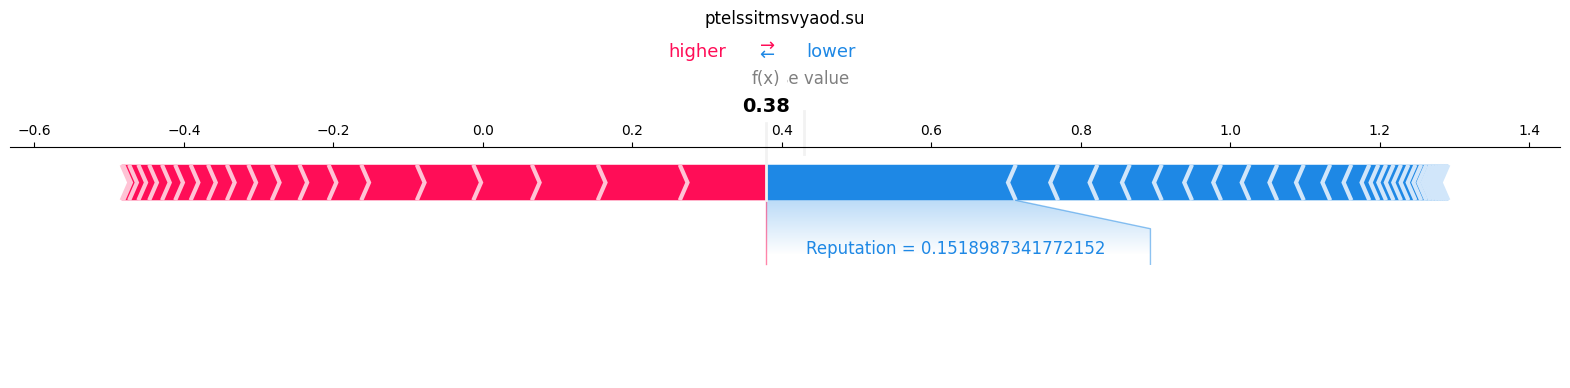 ptelssitmsvyaod.su
higher ⇄ lower
f(x) e value
0.38
−0.6 −0.4 −0.2 0.0 0.2 0.4 0.6 0.8 1.0 1.2 1.4
Reputation = 0.1518987341772152